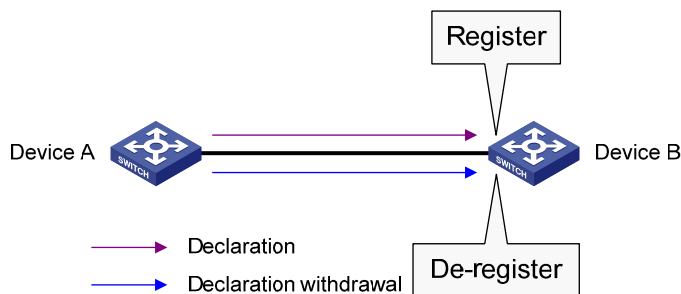 Register
Device A
SWITCH
SWITCH
Device B
Declaration
Declaration withdrawal
De-register